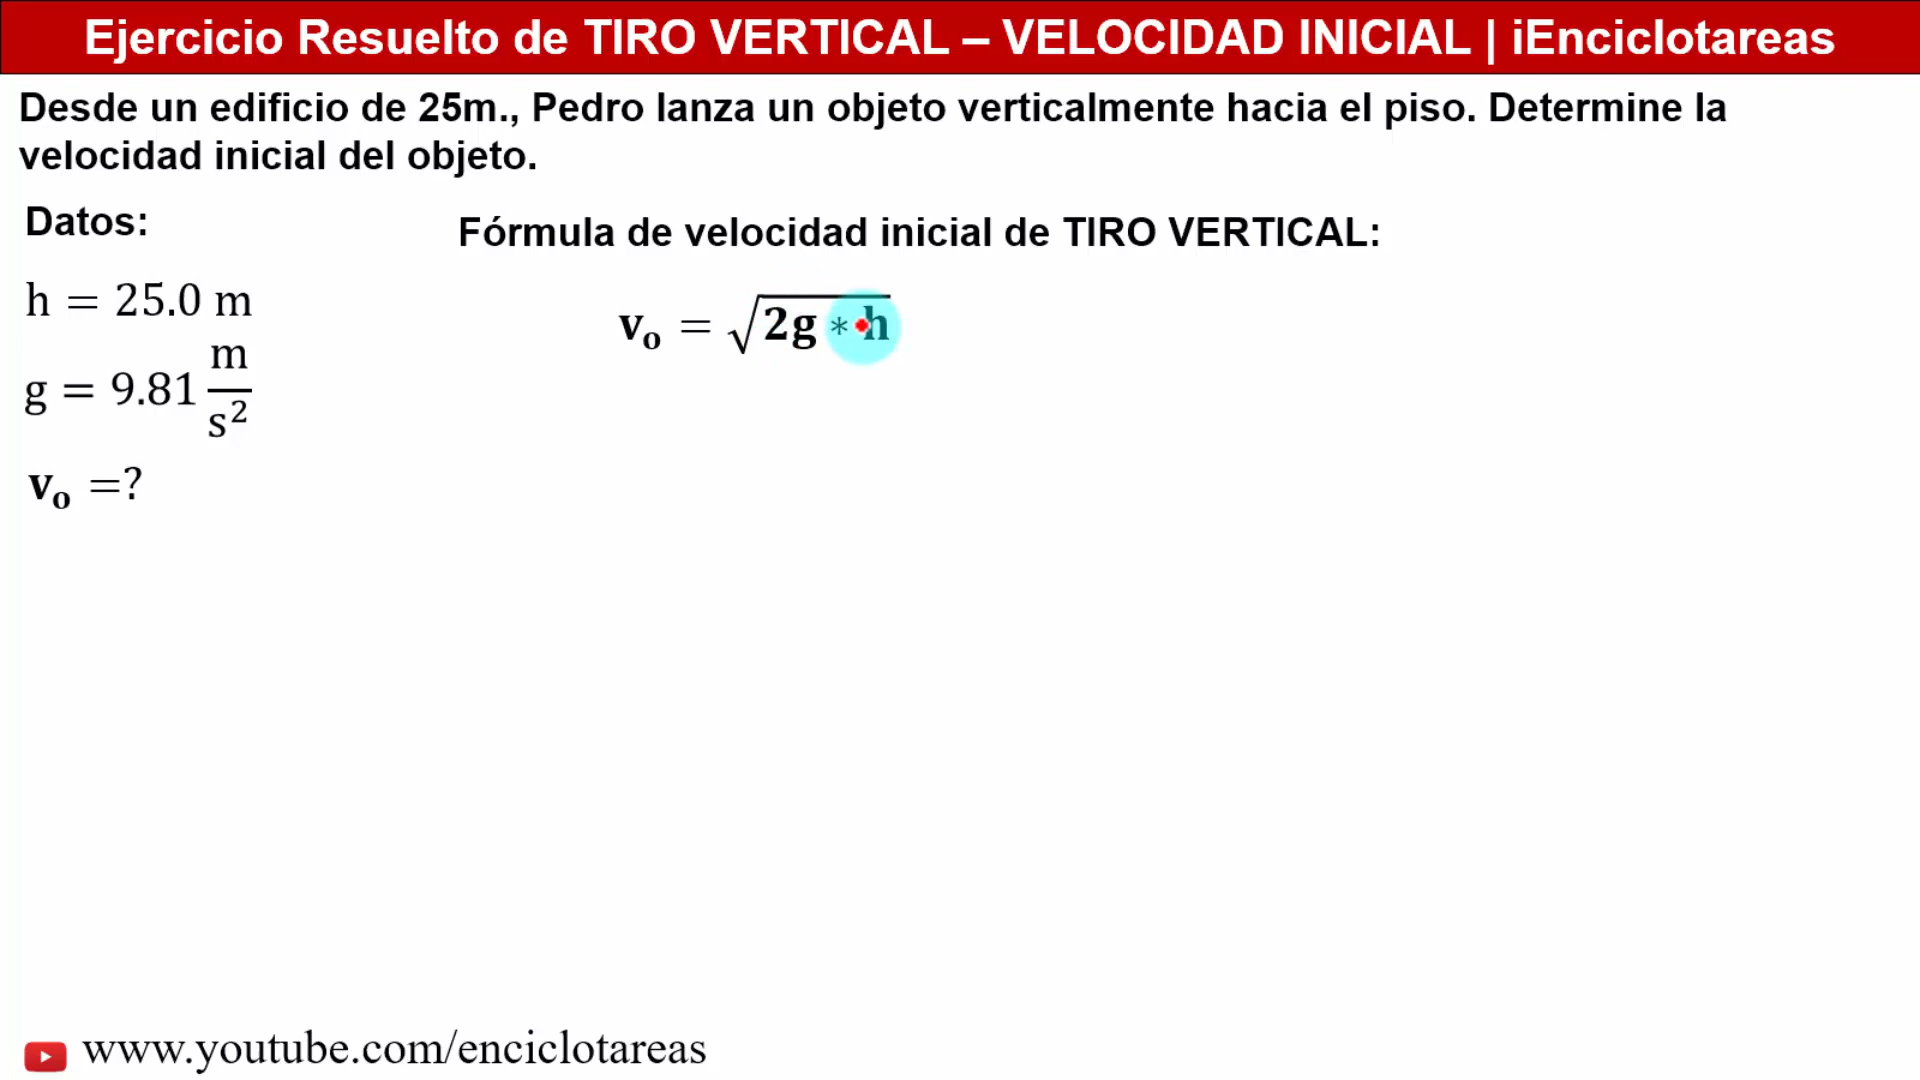 Ejercicio Resuelto de TIRO VERTICAL – VELOCIDAD INICIAL | iEnciclotareas
Desde un edificio de 25m., Pedro lanza un objeto verticalmente hacia el piso. Determine la
velocidad inicial del objeto.
Datos:
Fórmula de velocidad inicial de TIRO VERTICAL:
h = 25.0 m
v₀ = √2g * h
g = 9.81 m/s²
v₀ =?
www.youtube.com/enciclotareas